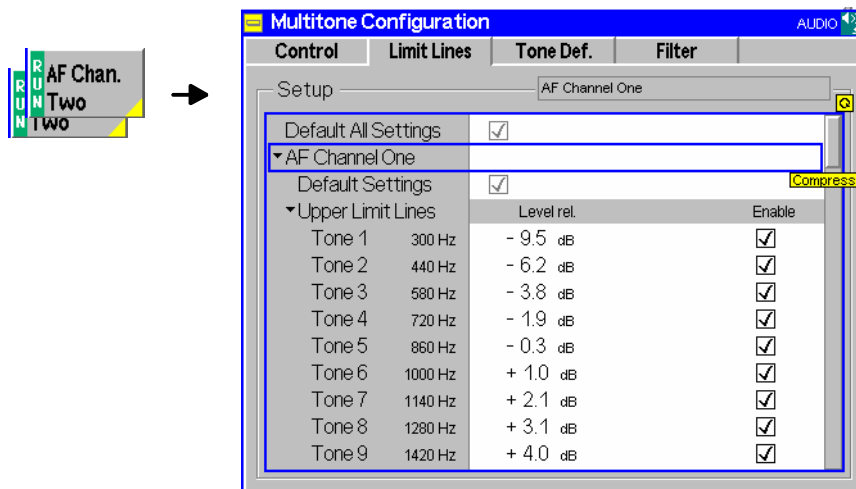 RUN
RUN
AF Chan.
Two
Two
Multitone Configuration AUDIO
Control Limit Lines Tone Def. Filter
Setup AF Channel One
Default All Settings
AF Channel One
Compress
Default Settings
Upper Limit Lines Level rel. Enable
Tone 1 300 Hz - 9.5 dB
Tone 2 440 Hz - 6.2 dB
Tone 3 580 Hz - 3.8 dB
Tone 4 720 Hz - 1.9 dB
Tone 5 860 Hz - 0.3 dB
Tone 6 1000 Hz + 1.0 dB
Tone 7 1140 Hz + 2.1 dB
Tone 8 1280 Hz + 3.1 dB
Tone 9 1420 Hz + 4.0 dB